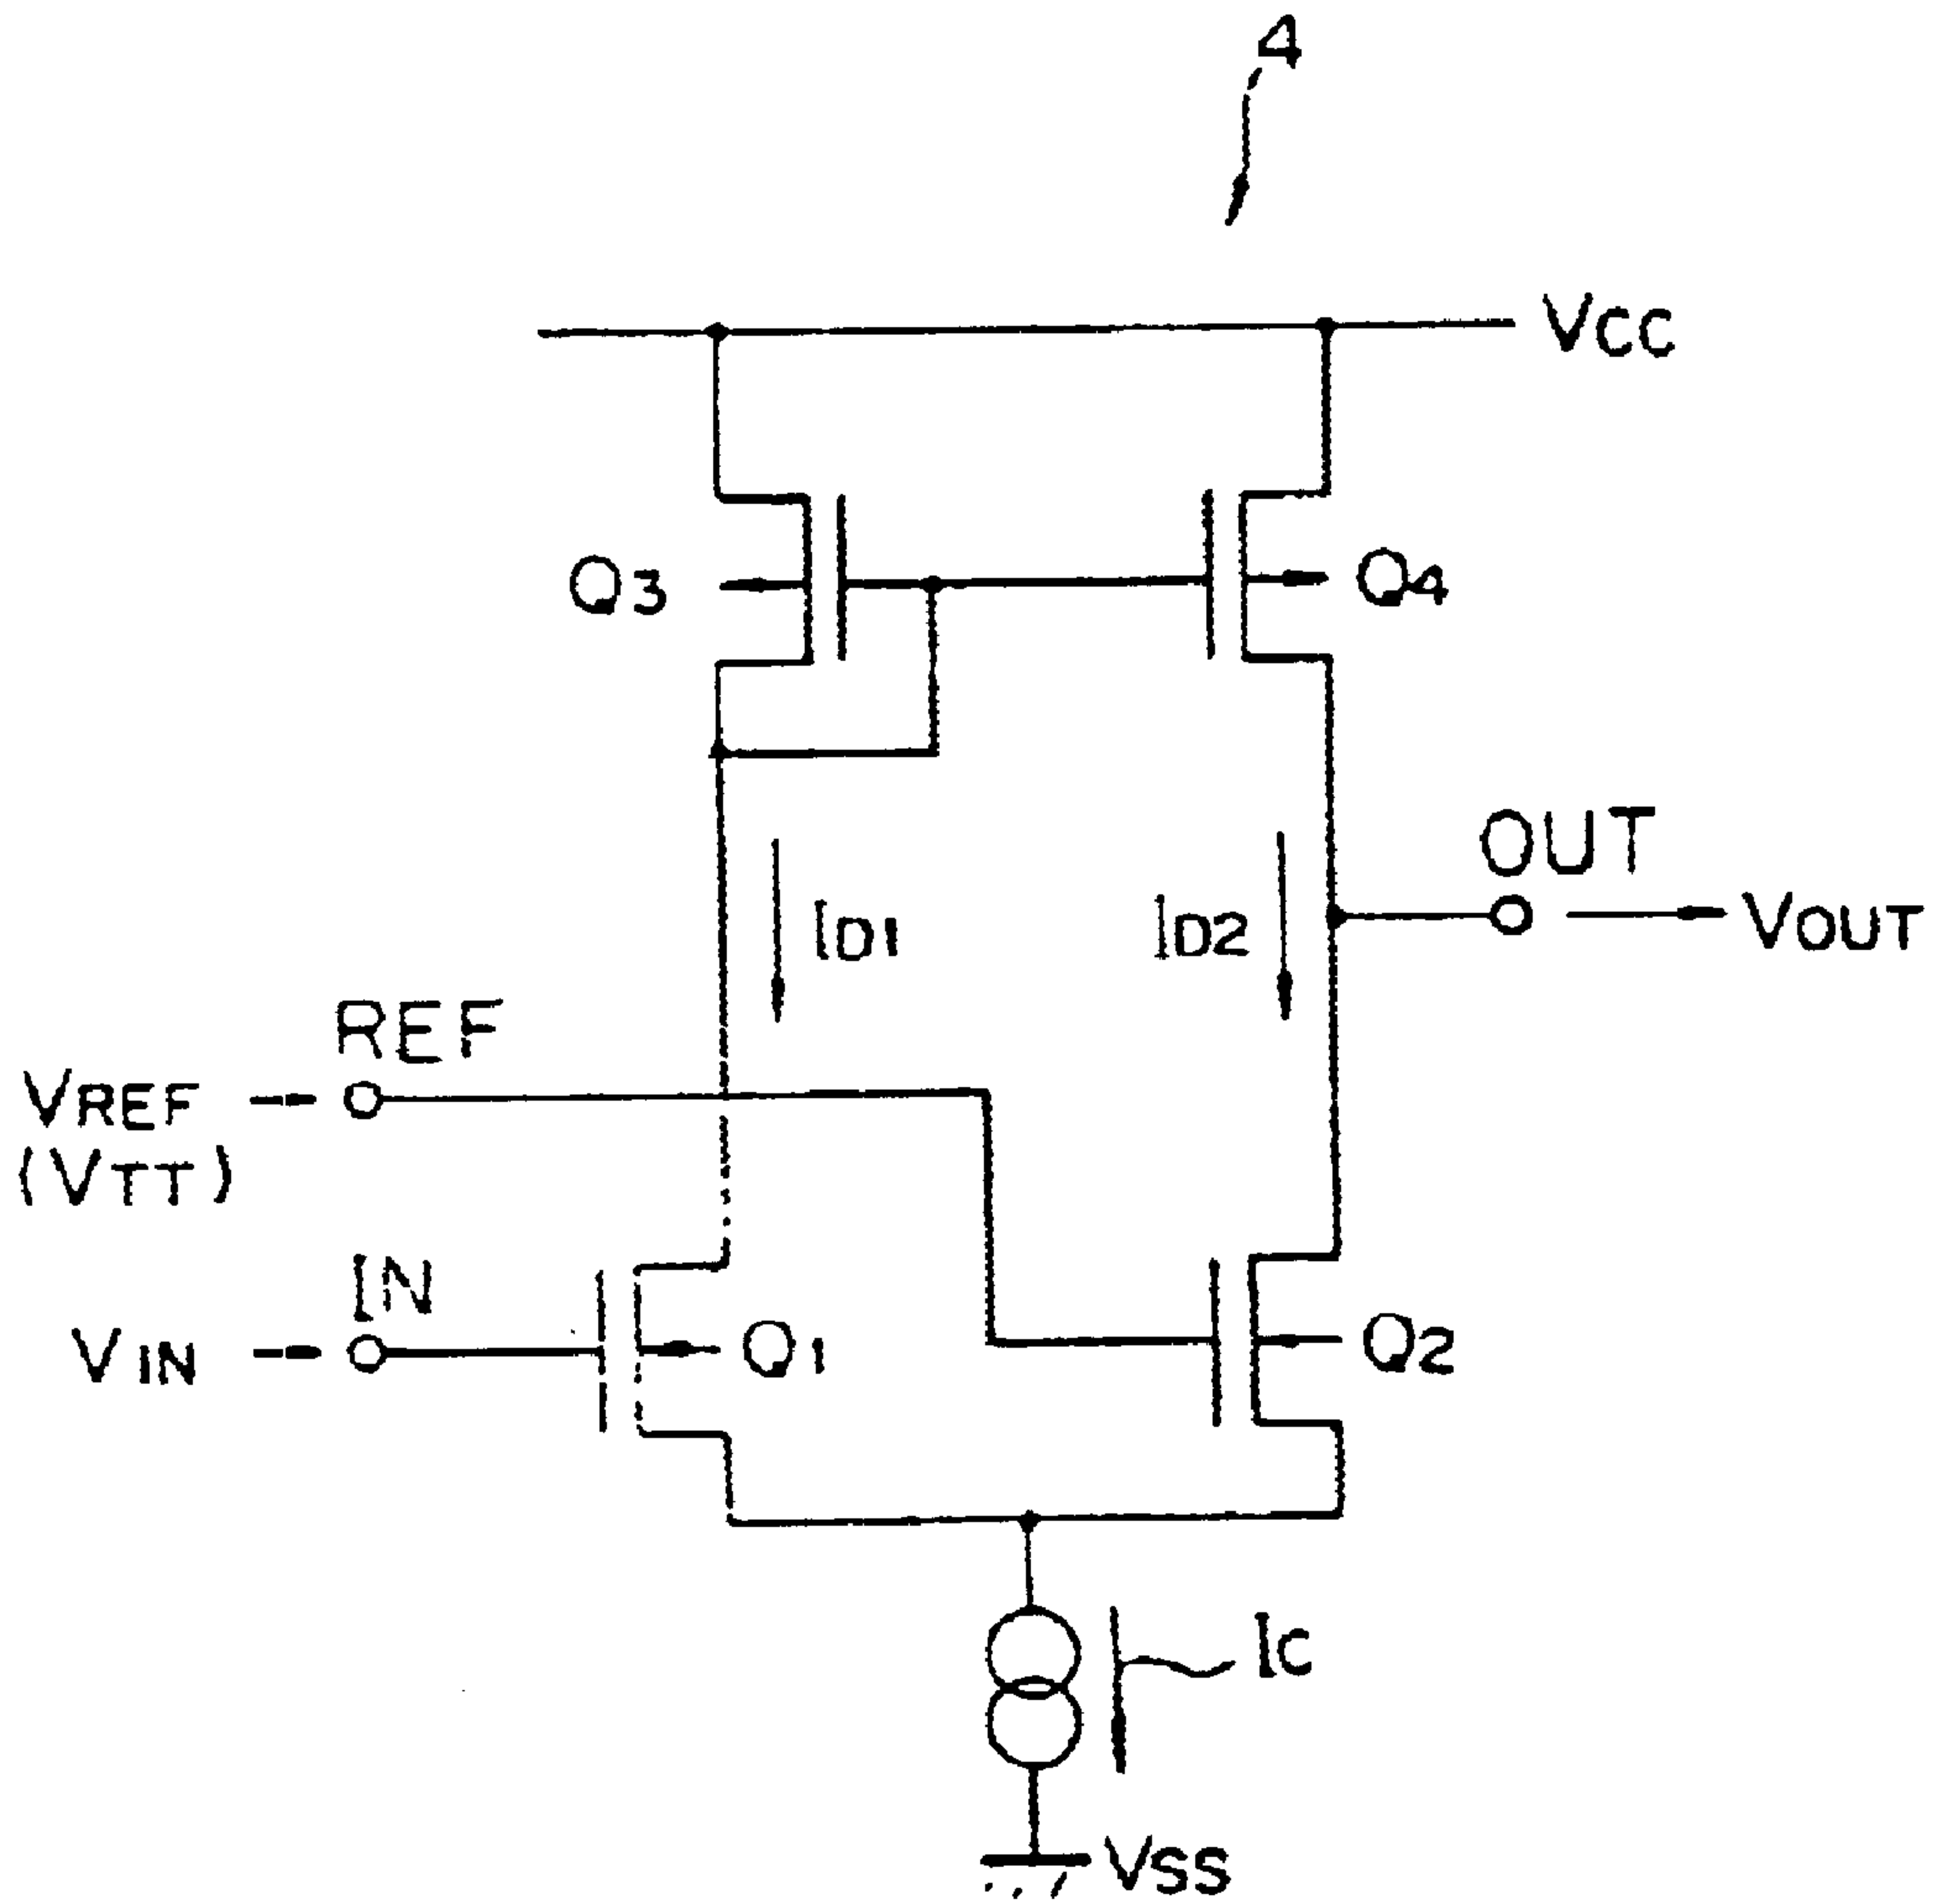 4
VCC
Q3
Q4
OUT
ID1
ID2
VOUT
REF
VREF
(VTT)
IN
VIN
Q1
Q2
IC
VSS